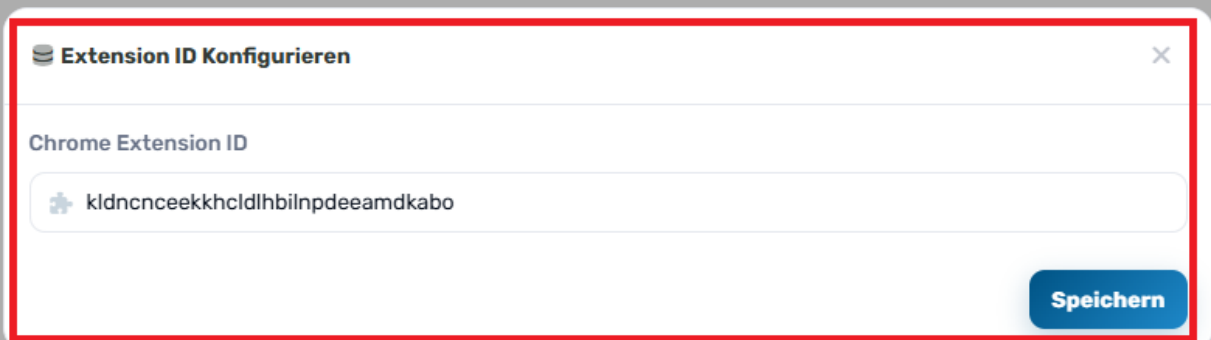 Extension ID Konfigurieren
Chrome Extension ID
kldncnceekkhcldlhbilnpdeeamdkabo
Speichern